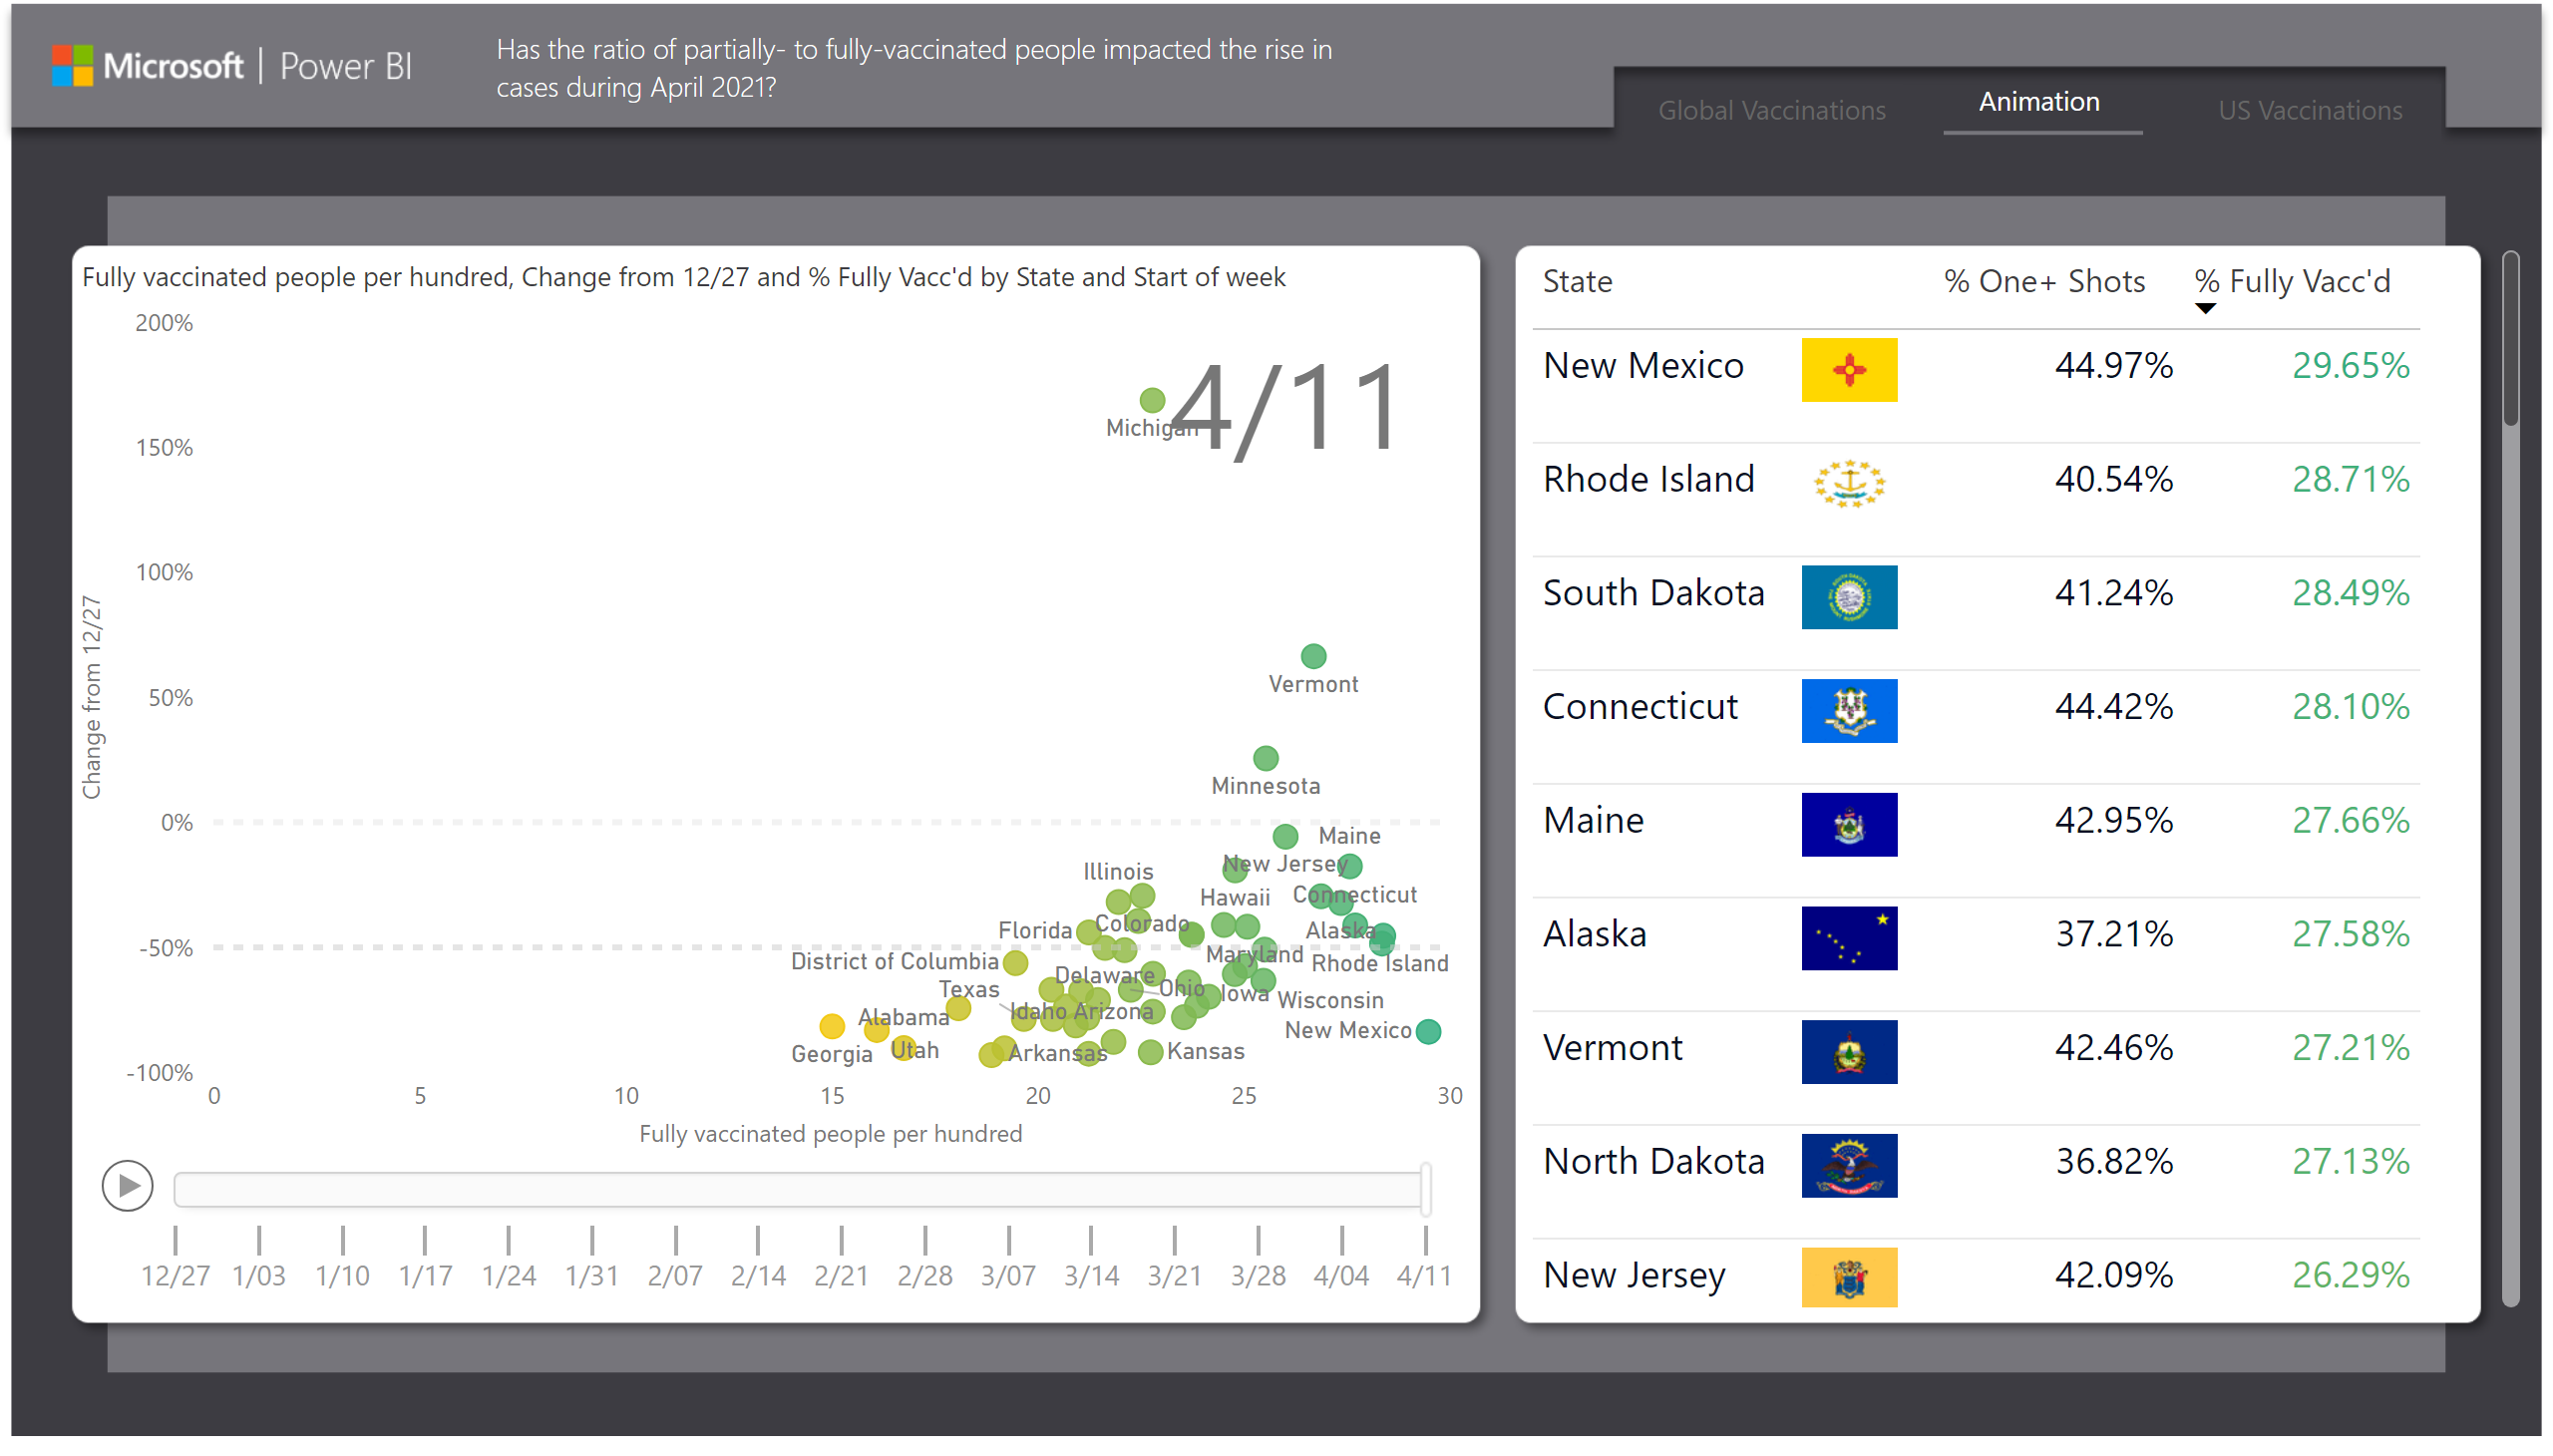 Microsoft | Power BI
Has the ratio of partially- to fully-vaccinated people impacted the rise in
cases during April 2021?
Global Vaccinations
Animation
US Vaccinations
Fully vaccinated people per hundred, Change from 12/27 and % Fully Vacc'd by State and Start of week
200%
150%
100%
50%
0%
-50%
-100%
Change from 12/27
4/11
Michigan
Vermont
Minnesota
Maine
New Jersey
Illinois
Hawaii
Connecticut
Florida
Colorado
Alaska
District of Columbia
Maryland
Rhode Island
Delaware
Texas
Ohio
Iowa
Wisconsin
Idaho
Arizona
Alabama
New Mexico
Georgia
Utah
Arkansas
Kansas
0 5 10 15 20 25 30
Fully vaccinated people per hundred
12/27 1/03 1/10 1/17 1/24 1/31 2/07 2/14 2/21 2/28 3/07 3/14 3/21 3/28 4/04 4/11
State % One+ Shots % Fully Vacc'd
New Mexico 44.97% 29.65%
Rhode Island 40.54% 28.71%
South Dakota 41.24% 28.49%
Connecticut 44.42% 28.10%
Maine 42.95% 27.66%
Alaska 37.21% 27.58%
Vermont 42.46% 27.21%
North Dakota 36.82% 27.13%
New Jersey 42.09% 26.29%